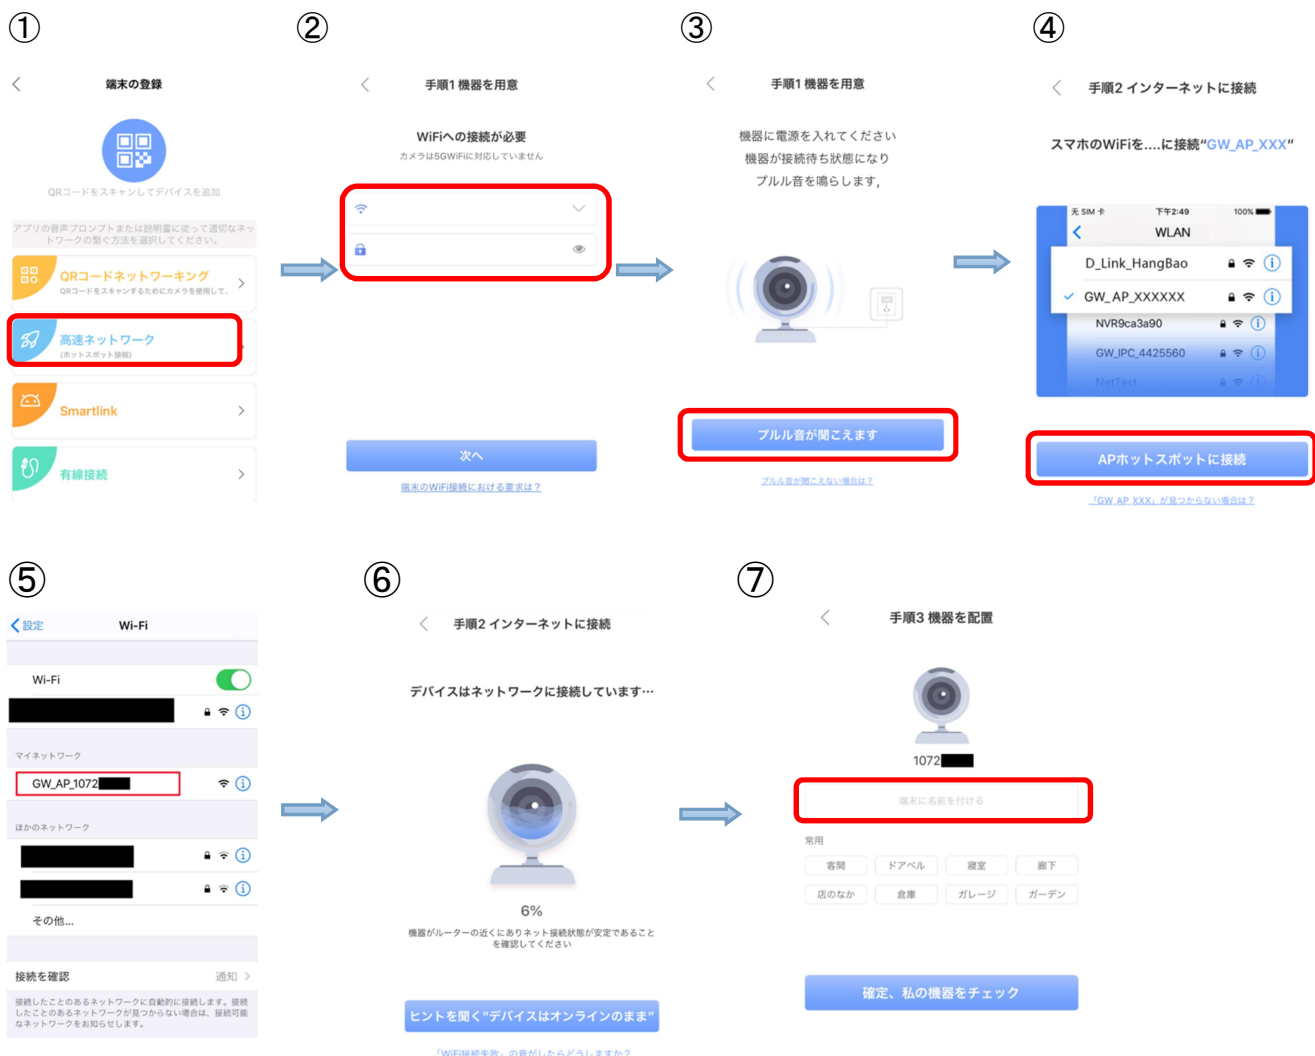 ①
端末の登録
QRコードをスキャンしてデバイスを追加
アプリの音声プロンプトまたは説明書に従って適切なネッ
トワークの繋ぐ方法を選択してください。
QRコードネットワーキング
QRコードをスキャンするためにカメラを使用して、
高速ネットワーク
(ホットスポット接続)
Smartlink
有線接続
②
手順1 機器を用意
WiFiへの接続が必要
カメラは5GWiFiに対応していません
次へ
端末のWiFi接続における要求は？
③
手順1 機器を用意
機器に電源を入れてください
機器が接続待ち状態になり
プルル音を鳴らします,
プルル音が聞こえます
プルル音が聞こえない場合は？
④
手順2 インターネットに接続
スマホのWiFiを....に接続“GW_AP_XXX”
无 SIM 卡 下午2:49 100%
WLAN
D_Link_HangBao
GW_AP_XXXXXX
NVR9ca3a90
GW_IPC_4425560
NetTest
APホットスポットに接続
「GW_AP_XXX」が見つからない場合は？
⑤
設定 Wi-Fi
Wi-Fi
マイネットワーク
GW_AP_1072
ほかのネットワーク
その他...
接続を確認 通知
接続したことのあるネットワークに自動的に接続します。接続
したことのあるネットワークが見つからない場合は、接続可能
なネットワークをお知らせします。
⑥
手順2 インターネットに接続
デバイスはネットワークに接続しています…
6%
機器がルーターの近くにありネット接続状態が安定であること
を確認してください
ヒントを聞く“デバイスはオンラインのまま”
「WiFi接続失敗」の音がしたらどうしますか？
⑦
手順3 機器を配置
1072
端末に名前を付ける
常用
客間 ドアベル 寝室 廊下
店のなか 倉庫 ガレージ ガーデン
確定、私の機器をチェック